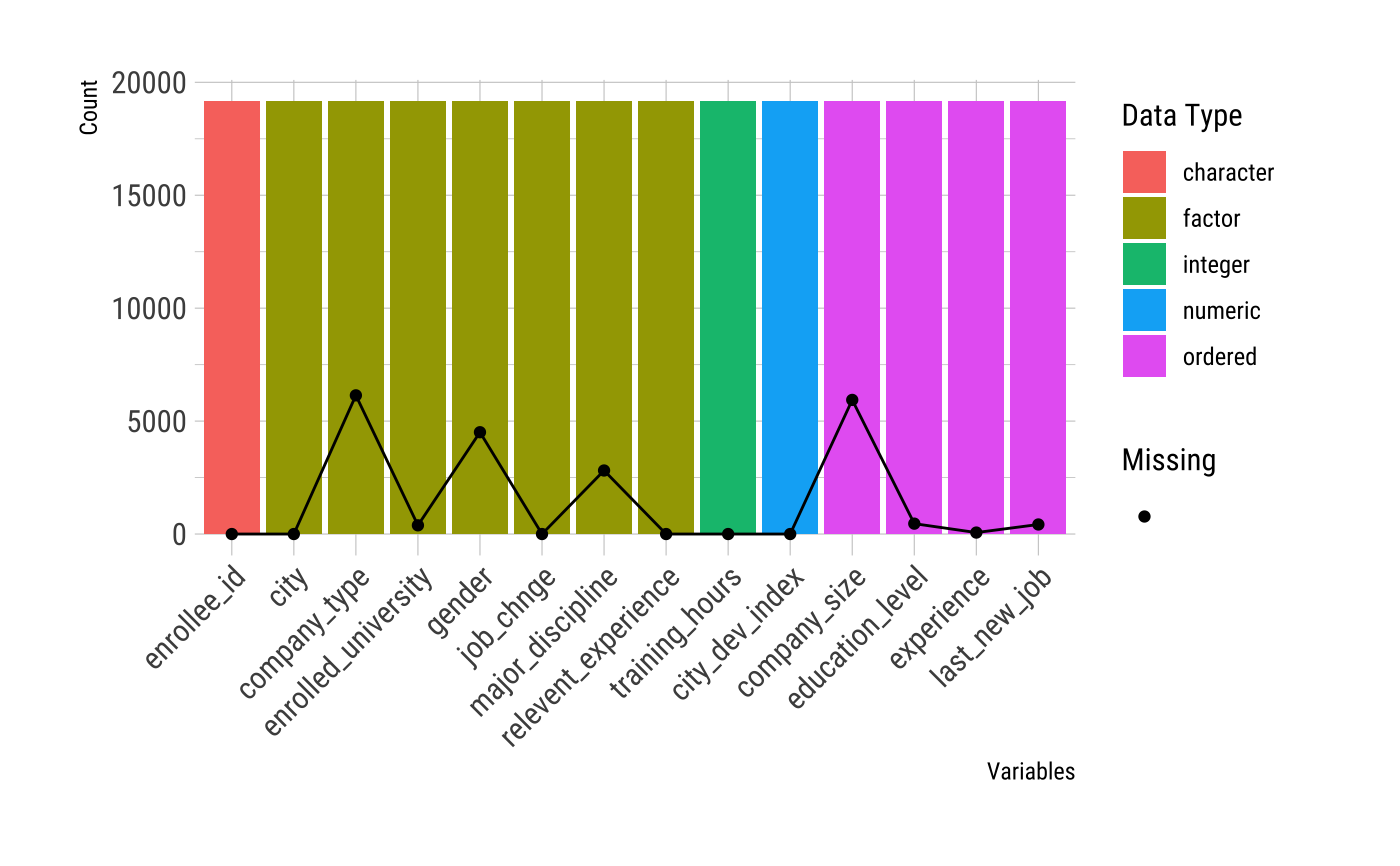 Count
20000
15000
10000
5000
0
enrollee_id
city
company_type
enrolled_university
gender
job_chnge
major_discipline
relevent_experience
training_hours
city_dev_index
company_size
education_level
experience
last_new_job
Variables
Data Type
character
factor
integer
numeric
ordered
Missing